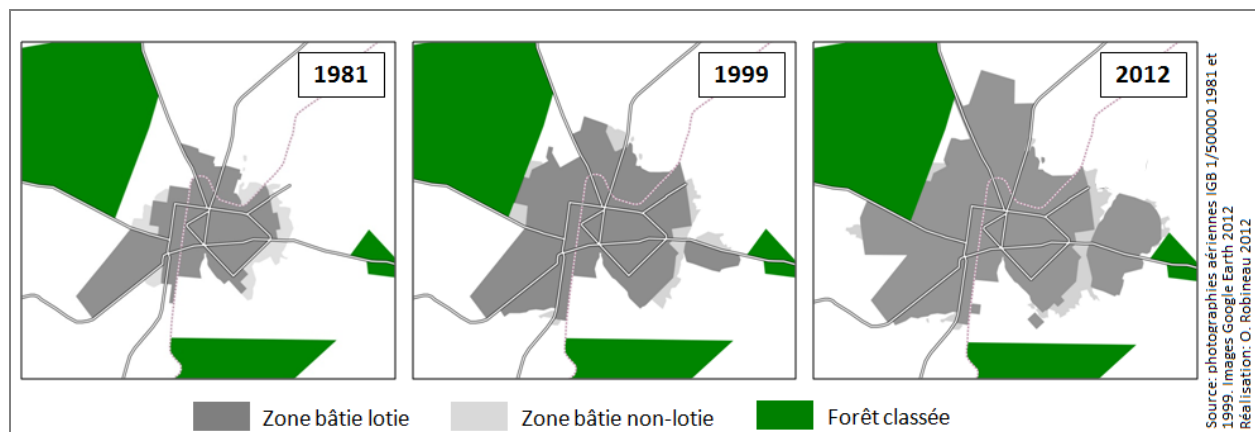 1981
1999
2012
Source: photographies aériennes IGB 1/50000 1981 et
1999. Images Google Earth 2012
Réalisation: O. Robineau 2012
Zone bâtie lotie
Zone bâtie non-lotie
Forêt classée